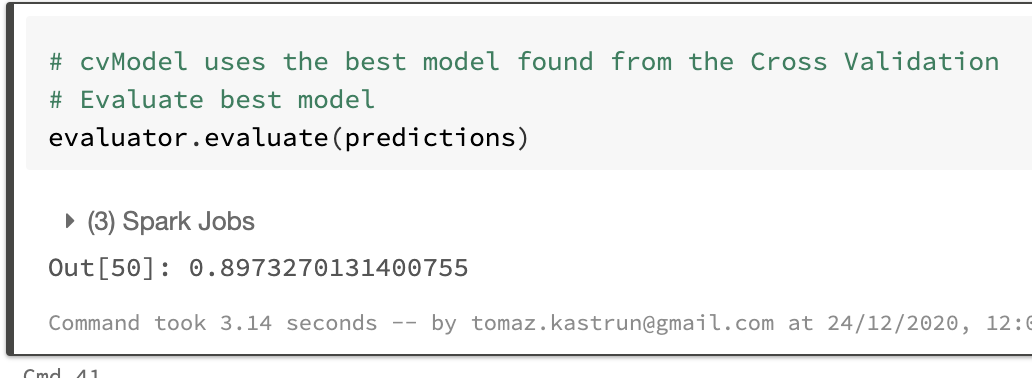 # cvModel uses the best model found from the Cross Validation
# Evaluate best model
evaluator.evaluate(predictions)
(3) Spark Jobs
Out[50]: 0.8973270131400755
Command took 3.14 seconds -- by tomaz.kastrun@gmail.com at 24/12/2020, 12:0
Cmd 41